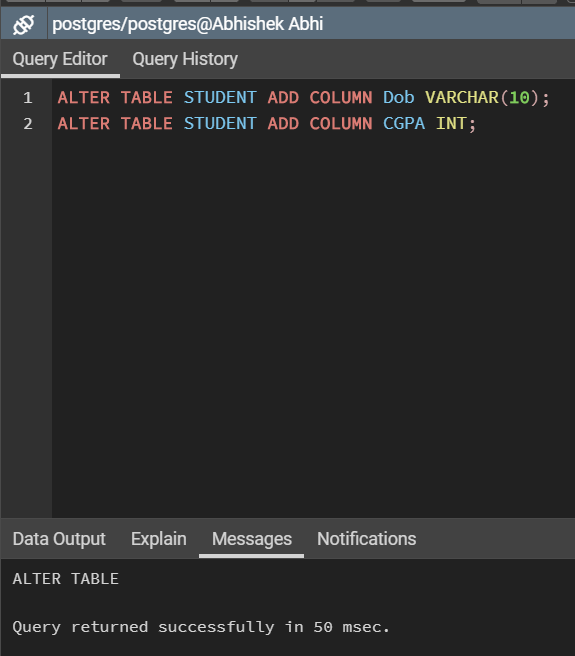 postgres/postgres@Abhishek Abhi
Query Editor Query History
1 ALTER TABLE STUDENT ADD COLUMN Dob VARCHAR(10);
2 ALTER TABLE STUDENT ADD COLUMN CGPA INT;
Data Output Explain Messages Notifications
ALTER TABLE
Query returned successfully in 50 msec.